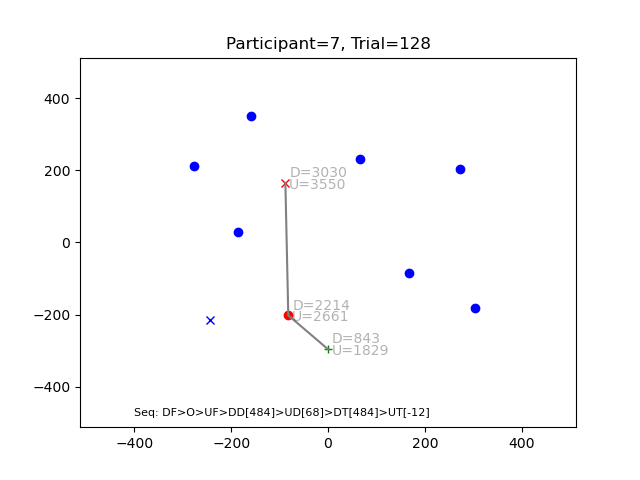 Participant=7, Trial=128
400
200
0
−200
−400
D=3030
U=3550
D=2214
U=2661
D=843
U=1829
Seq: DF>O>UF>DD[484]>UD[68]>DT[484]>UT[-12]
−400 −200 0 200 400